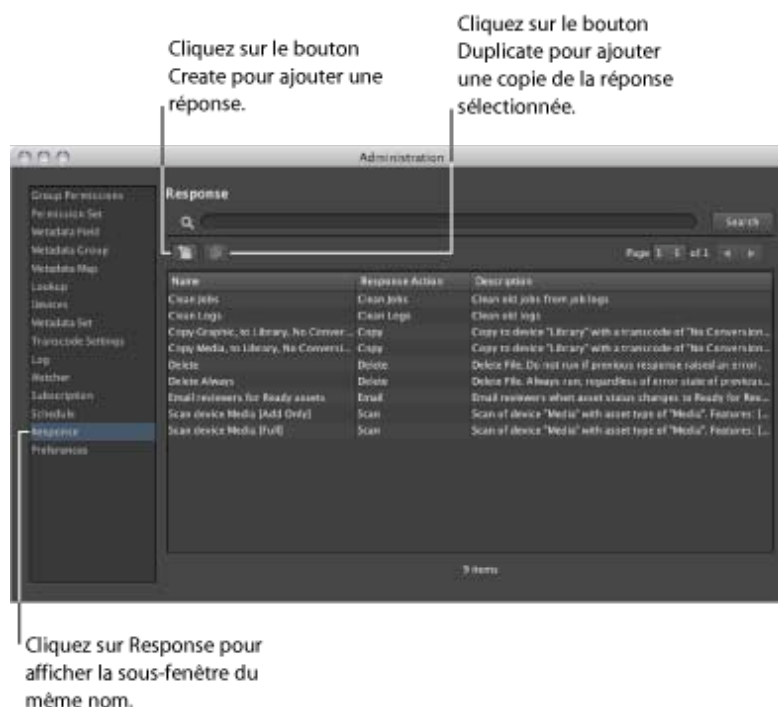 Cliquez sur le bouton
Create pour ajouter une
réponse.
Cliquez sur le bouton
Duplicate pour ajouter
une copie de la réponse
sélectionnée.
Administration
Group Permissions
Permission Set
Metadata Field
Metadata Group
Metadata Map
Lookup
Devices
Metadata Set
Transcode Settings
Log
Watcher
Subscription
Schedule
Response
Preferences
Response
Search
Page 1 of 1
Name Response Action Description
Clean Jobs Clean Jobs Clean old jobs from job logs
Clean Logs Clean Logs Clean old logs
Copy Graphic, to Library, No Conver... Copy Copy to device "Library" with a transcode of "No Conversion...
Copy Media, to Library, No Conversi... Copy Copy to device "Library" with a transcode of "No Conversion...
Delete Delete Delete File. Do not run if previous response raised an error.
Delete Always Delete Delete File. Always run, regardless of error state of previous...
Email reviewers for Ready assets Email Email reviewers when asset status changes to Ready for Rev...
Scan device Media [Add Only] Scan Scan of device "Media" with asset type of "Media". Features: [...
Scan device Media [Full] Scan Scan of device "Media" with asset type of "Media". Features: [...
9 items
Cliquez sur Response pour
afficher la sous-fenêtre du
même nom.